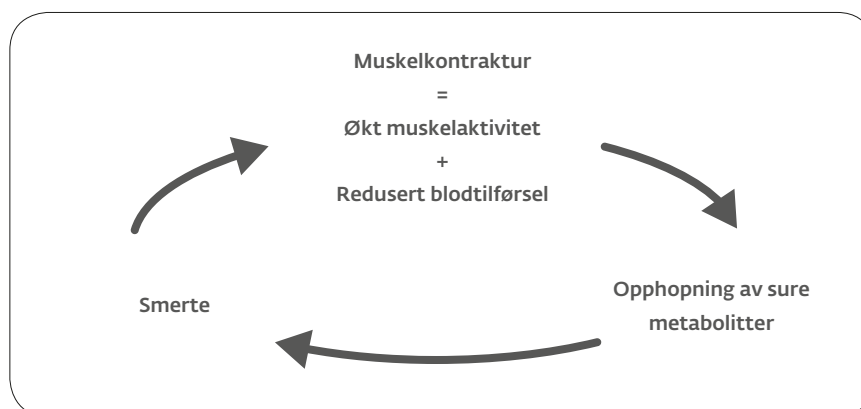 Muskelkontraktur
=
Økt muskelaktivitet
+
Redusert blodtilførsel
Opphopning av sure
metabolitter
Smerte